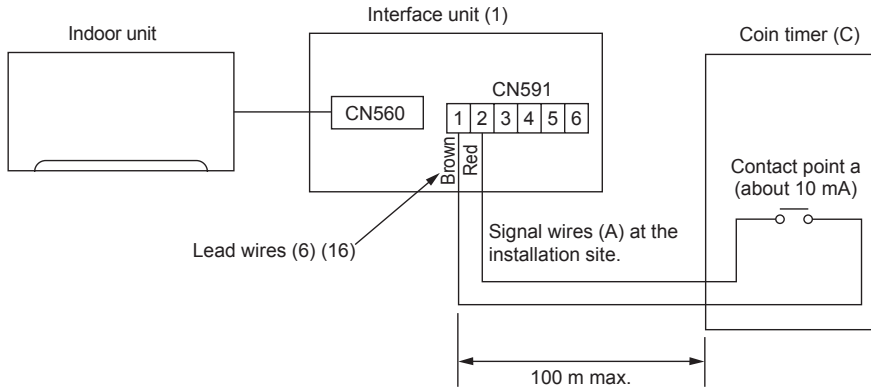 Interface unit (1)
Indoor unit
Coin timer (C)
CN591
CN560
1 2 3 4 5 6
Brown
Red
Contact point a
(about 10 mA)
Signal wires (A) at the
installation site.
Lead wires (6) (16)
100 m max.